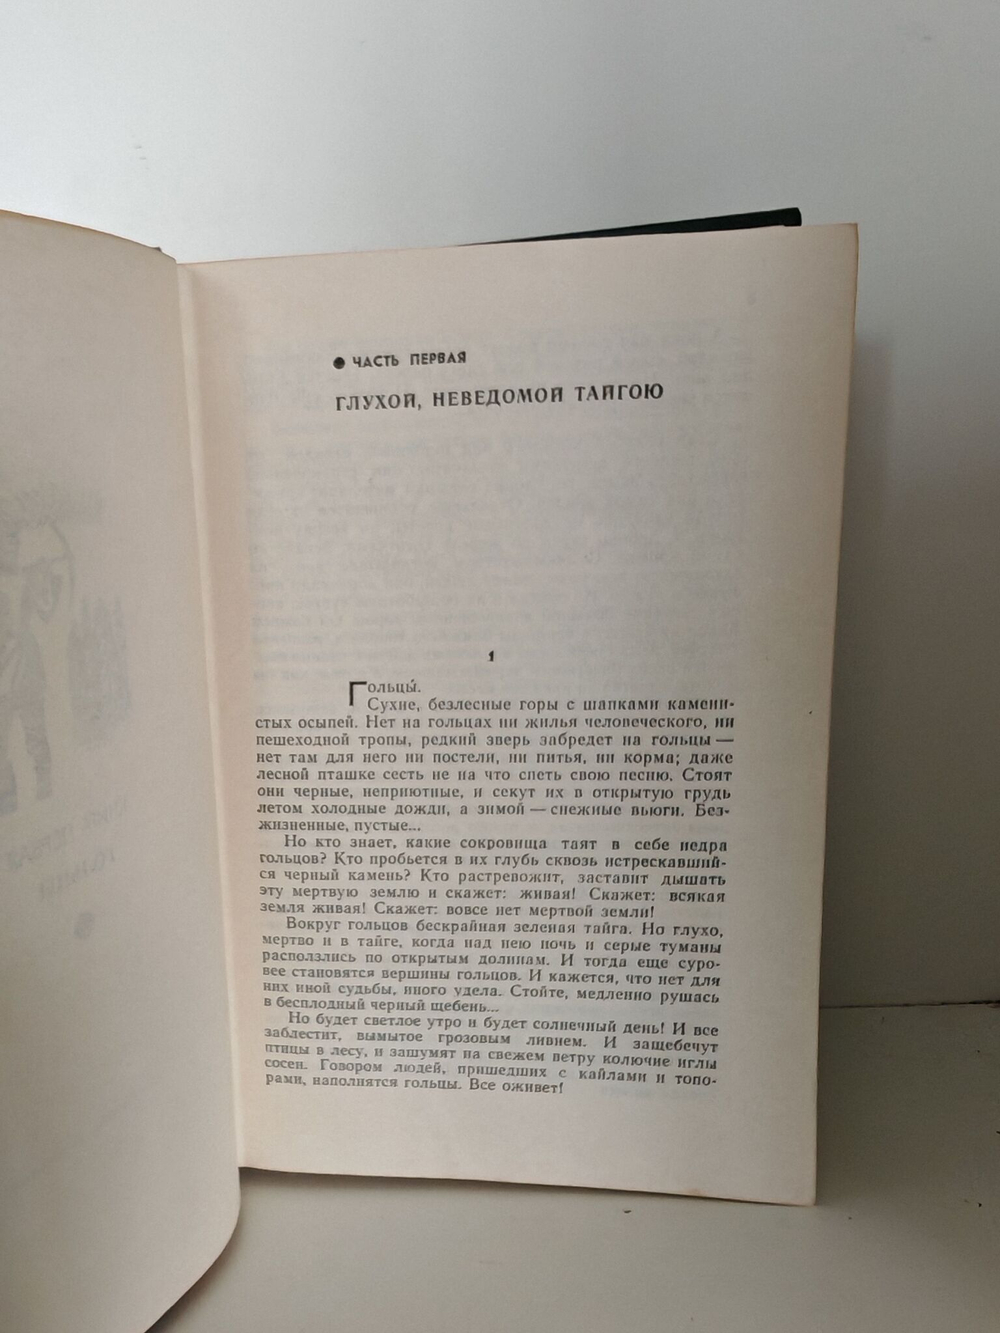 ● ЧАСТЬ ПЕРВАЯ
ГЛУХОЙ, НЕВЕДОМОЙ ТАЙГОЮ
1
Гольцы́.
Сухие, безлесные горы с шапками камени-
стых осыпей. Нет на гольцах ни жилья человеческого, ни
пешеходной тропы, редкий зверь забредет на гольцы —
нет там для него ни постели, ни питья, ни корма; даже
лесной пташке сесть не на что спеть свою песню. Стоят
они черные, неприютные, и секут их в открытую грудь
летом холодные дожди, а зимой — снежные вьюги. Без-
жизненные, пустые...
Но кто знает, какие сокровища таят в себе недра
гольцов? Кто пробьется в их глубь сквозь истрескавший-
ся черный камень? Кто растревожит, заставит дышать
эту мертвую землю и скажет: живая! Скажет: всякая
земля живая! Скажет: вовсе нет мертвой земли!
Вокруг гольцов бескрайная зеленая тайга. Но глухо,
мертво и в тайге, когда над нею ночь и серые туманы
расползлись по открытым долинам. И тогда еще суро-
вее становятся вершины гольцов. И кажется, что нет для
них иной судьбы, иного удела. Стойте, медленно рушась
в бесплодный черный щебень...
Но будет светлое утро и будет солнечный день! И все
заблестит, вымытое грозовым ливнем. И защебечут
птицы в лесу, и зашумят на свежем ветру колючие иглы
сосен. Говором людей, пришедших с кайлами и топо-
рами, наполнятся гольцы. Все оживет!